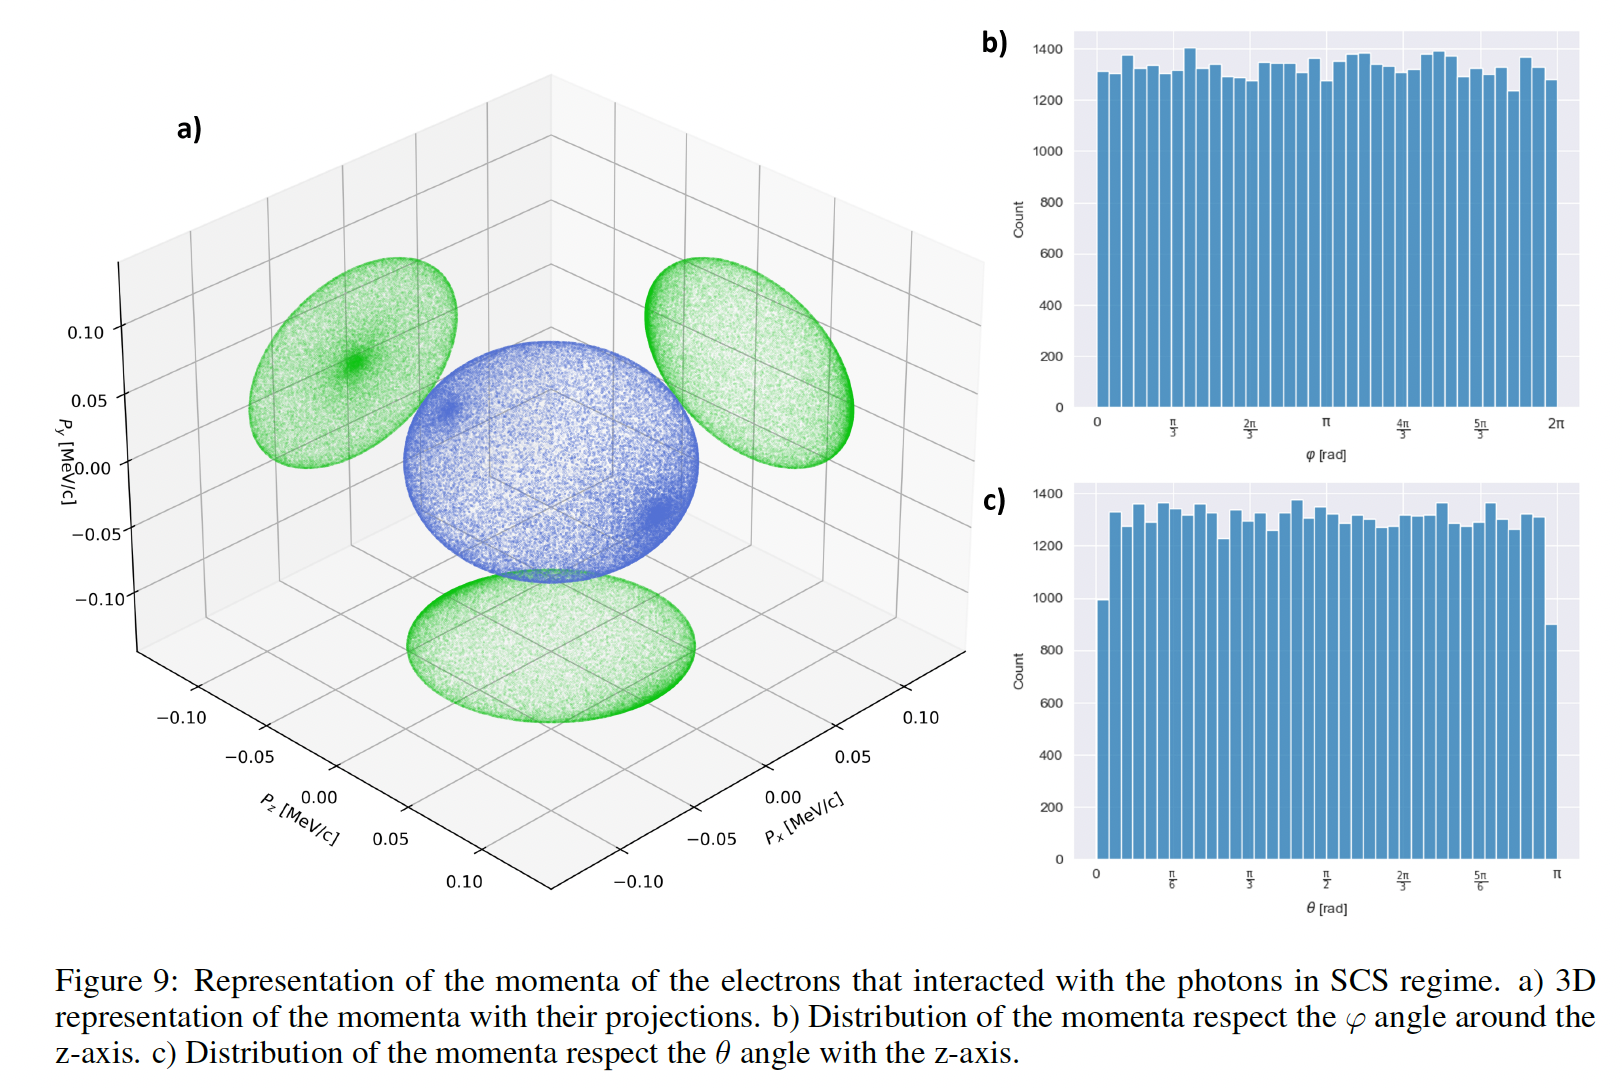 a)
0.10
0.05
0.00
−0.05
−0.10
Py [MeV/c]
−0.10
−0.05
0.00
0.05
0.10
Pz [MeV/c]
−0.10
−0.05
0.00
0.05
0.10
Px [MeV/c]
b)
1400
1200
1000
800
600
400
200
0
Count
0 π/3 2π/3 π 4π/3 5π/3 2π
φ [rad]
c)
1400
1200
1000
800
600
400
200
0
Count
0 π/6 π/3 π/2 2π/3 5π/6 π
θ [rad]
Figure 9: Representation of the momenta of the electrons that interacted with the photons in SCS regime. a) 3D
representation of the momenta with their projections. b) Distribution of the momenta respect the φ angle around the
z-axis. c) Distribution of the momenta respect the θ angle with the z-axis.